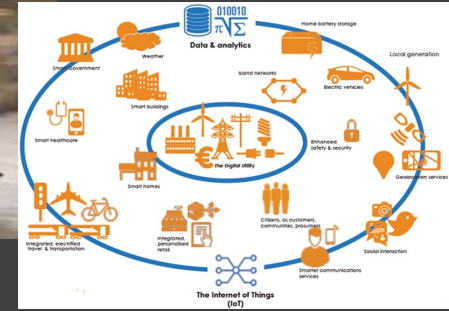 010010
π√Σ
Data & analytics
Home battery storage
Smart Government
Weather
Local generation
Island networks
Electric vehicles
Smart buildings
Smart healthcare
Enhanced
safety & security
The Digital Utility
Geolocation services
Smart homes
Integrated, electrified
travel & transportation
Integrated,
personalised
retail
Citizens, as customers,
communities, prosumers
Social interaction
Smarter communications
services
The Internet of Things
(IoT)